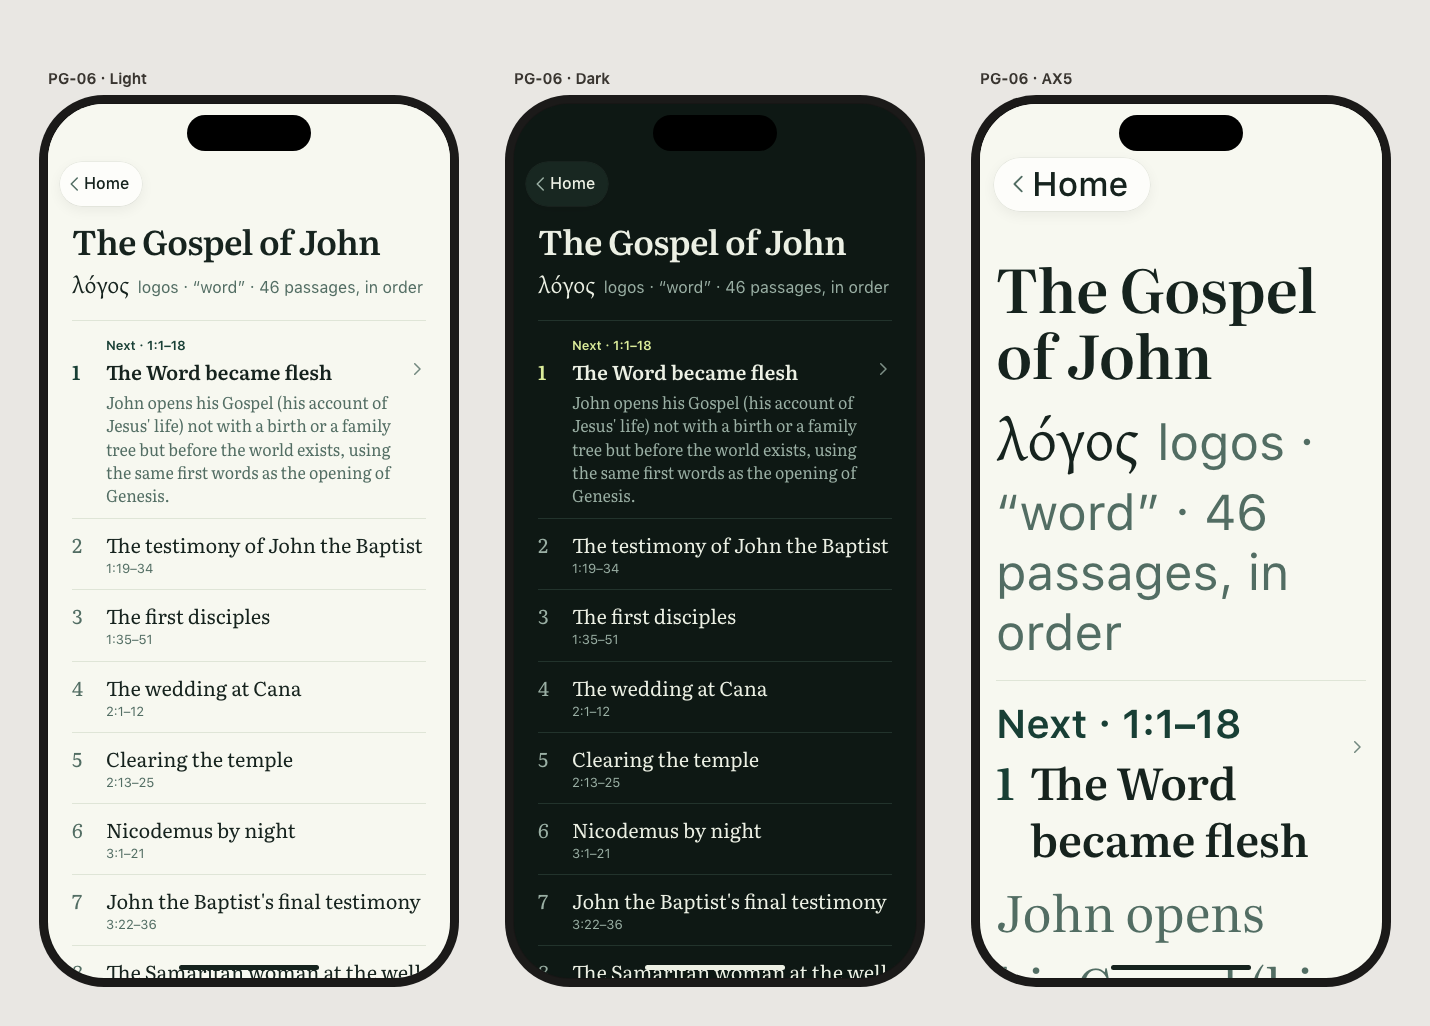 PG-06 · Light
Home
The Gospel of John
λόγος logos · “word” · 46 passages, in order
Next · 1:1–18
1 The Word became flesh
John opens his Gospel (his account of
Jesus' life) not with a birth or a family
tree but before the world exists, using
the same first words as the opening of
Genesis.
2 The testimony of John the Baptist
1:19–34
3 The first disciples
1:35–51
4 The wedding at Cana
2:1–12
5 Clearing the temple
2:13–25
6 Nicodemus by night
3:1–21
7 John the Baptist's final testimony
3:22–36
The Samaritan woman at the well
PG-06 · Dark
Home
The Gospel of John
λόγος logos · “word” · 46 passages, in order
Next · 1:1–18
1 The Word became flesh
John opens his Gospel (his account of
Jesus' life) not with a birth or a family
tree but before the world exists, using
the same first words as the opening of
Genesis.
2 The testimony of John the Baptist
1:19–34
3 The first disciples
1:35–51
4 The wedding at Cana
2:1–12
5 Clearing the temple
2:13–25
6 Nicodemus by night
3:1–21
7 John the Baptist's final testimony
3:22–36
The Samaritan woman at the well
PG-06 · AX5
Home
The Gospel
of John
λόγος logos ·
“word” · 46
passages, in
order
Next · 1:1–18
1 The Word
became flesh
John opens